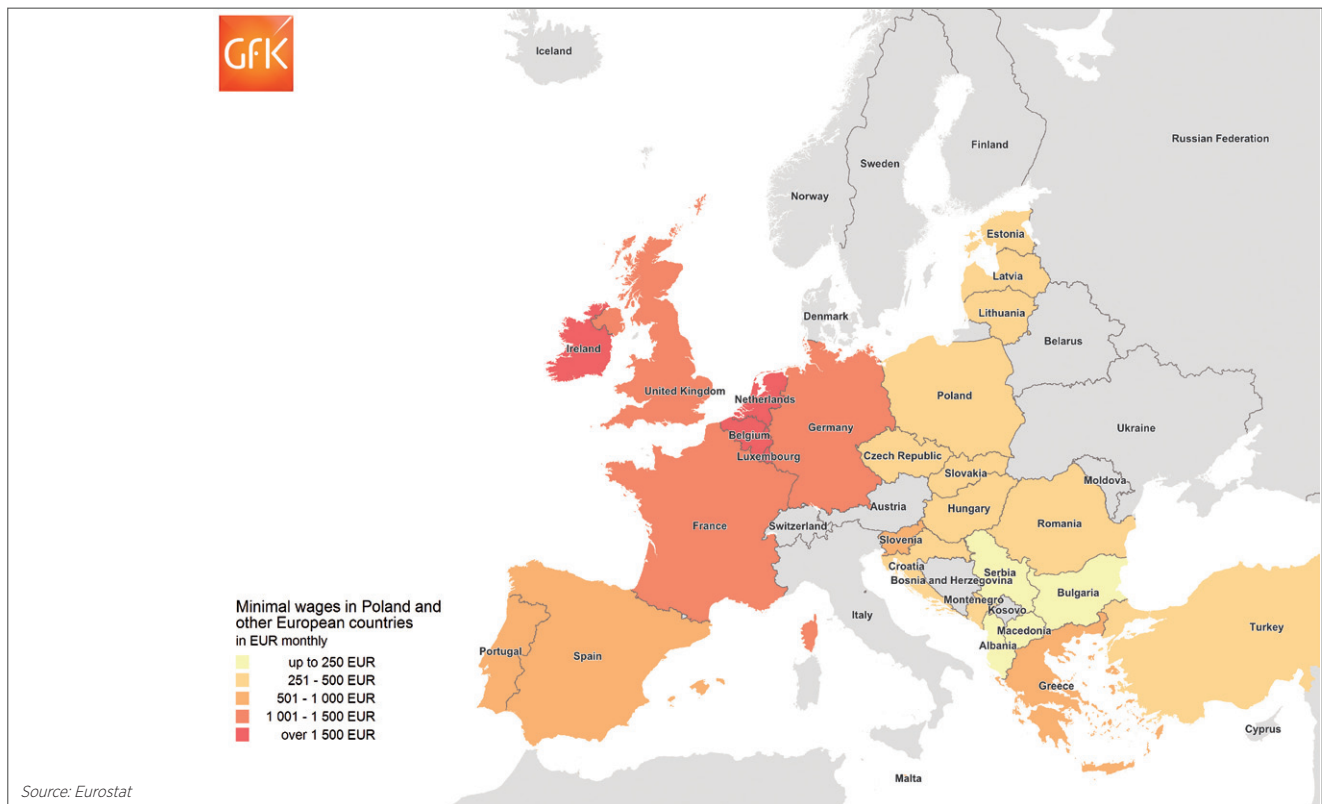 GfK
Iceland
Russian Federation
Finland
Sweden
Norway
Estonia
Latvia
Denmark
Lithuania
Belarus
Ireland
United Kingdom
Netherlands
Poland
Germany
Ukraine
Belgium
Luxembourg
Czech Republic
Slovakia
Moldova
Austria
Hungary
France
Switzerland
Romania
Slovenia
Croatia
Serbia
Bosnia and Herzegovina
Bulgaria
Montenegro
Kosovo
Italy
Macedonia
Turkey
Albania
Portugal
Spain
Greece
Cyprus
Malta
Minimal wages in Poland and
other European countries
in EUR monthly
up to 250 EUR
251 - 500 EUR
501 - 1 000 EUR
1 001 - 1 500 EUR
over 1 500 EUR
Source: Eurostat